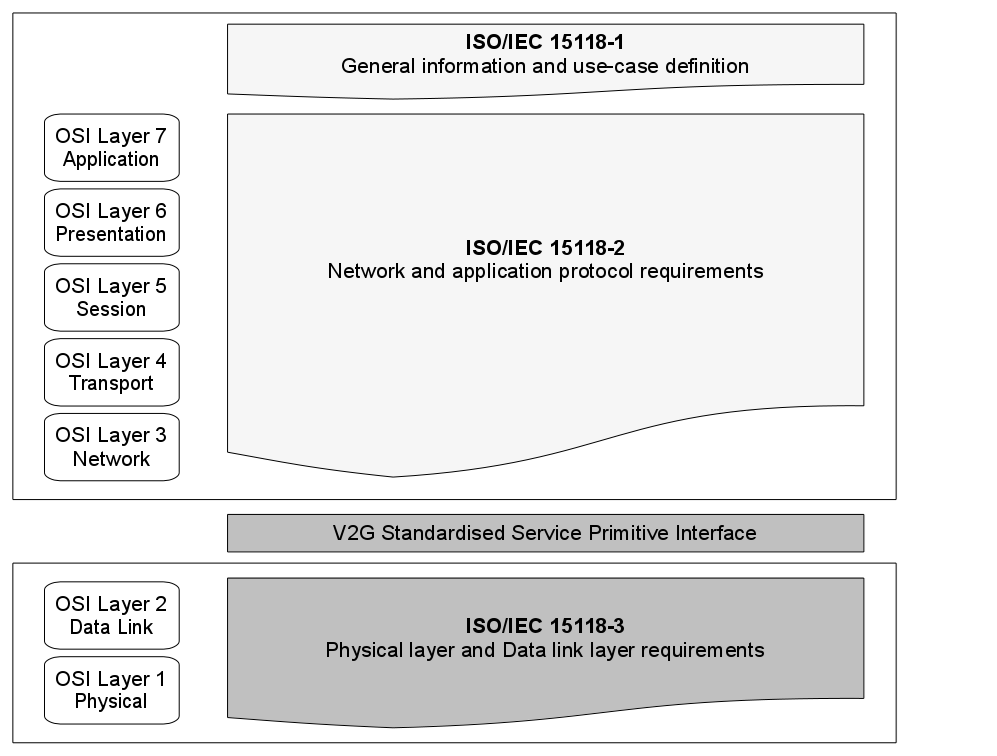 ISO/IEC 15118-1
General information and use-case definition
OSI Layer 7
Application
OSI Layer 6
Presentation
OSI Layer 5
Session
OSI Layer 4
Transport
OSI Layer 3
Network
ISO/IEC 15118-2
Network and application protocol requirements
V2G Standardised Service Primitive Interface
OSI Layer 2
Data Link
OSI Layer 1
Physical
ISO/IEC 15118-3
Physical layer and Data link layer requirements